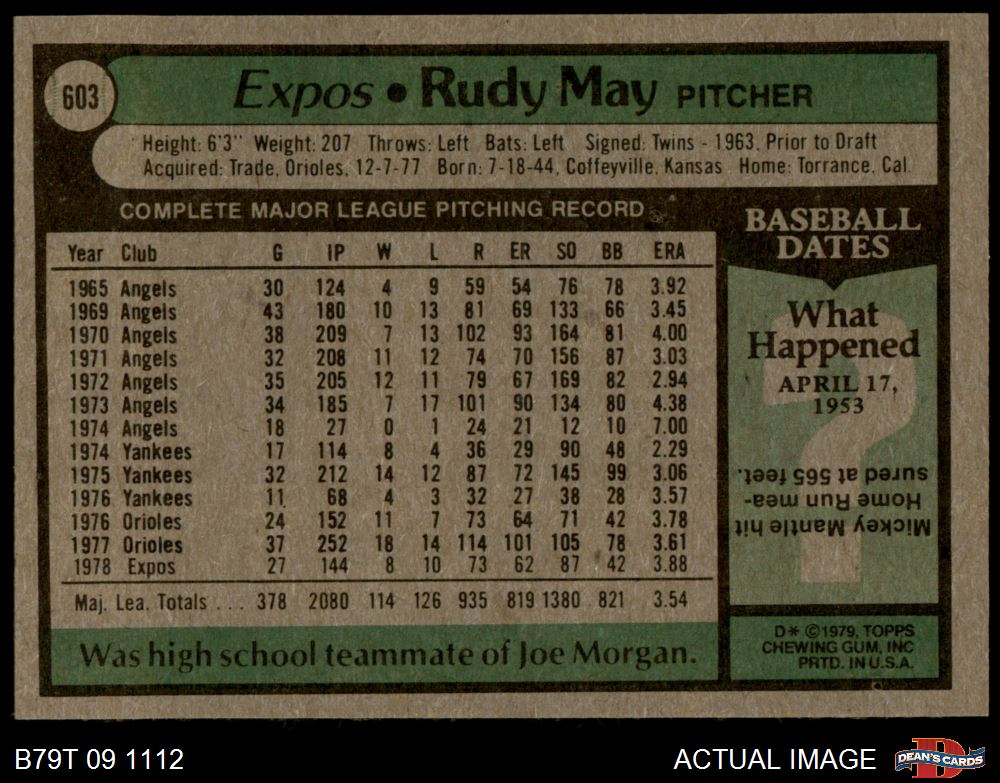 603
Expos • Rudy May PITCHER
Height: 6'3" Weight: 207 Throws: Left Bats: Left Signed: Twins - 1963, Prior to Draft
Acquired: Trade, Orioles, 12-7-77 Born: 7-18-44, Coffeyville, Kansas Home: Torrance, Cal.
COMPLETE MAJOR LEAGUE PITCHING RECORD
Year Club G IP W L R ER SO BB ERA
1965 Angels 30 124 4 9 59 54 76 78 3.92
1969 Angels 43 180 10 13 81 69 133 66 3.45
1970 Angels 38 209 7 13 102 93 164 81 4.00
1971 Angels 32 208 11 12 74 70 156 87 3.03
1972 Angels 35 205 12 11 79 67 169 82 2.94
1973 Angels 34 185 7 17 101 90 134 80 4.38
1974 Angels 18 27 0 1 24 21 12 10 7.00
1974 Yankees 17 114 8 4 36 29 90 48 2.29
1975 Yankees 32 212 14 12 87 72 145 99 3.06
1976 Yankees 11 68 4 3 32 27 38 28 3.57
1976 Orioles 24 152 11 7 73 64 71 42 3.78
1977 Orioles 37 252 18 14 114 101 105 78 3.61
1978 Expos 27 144 8 10 73 62 87 42 3.88
Maj. Lea. Totals . . . 378 2080 114 126 935 819 1380 821 3.54
Was high school teammate of Joe Morgan.
BASEBALL
DATES
What
Happened
APRIL 17,
1953
Mickey Mantle hit
Home Run mea-
sured at 565 feet.
D* ©1979, TOPPS
CHEWING GUM, INC
PRTD. IN U.S.A.
B79T 09 1112
ACTUAL IMAGE
D
DEAN'S CARDS